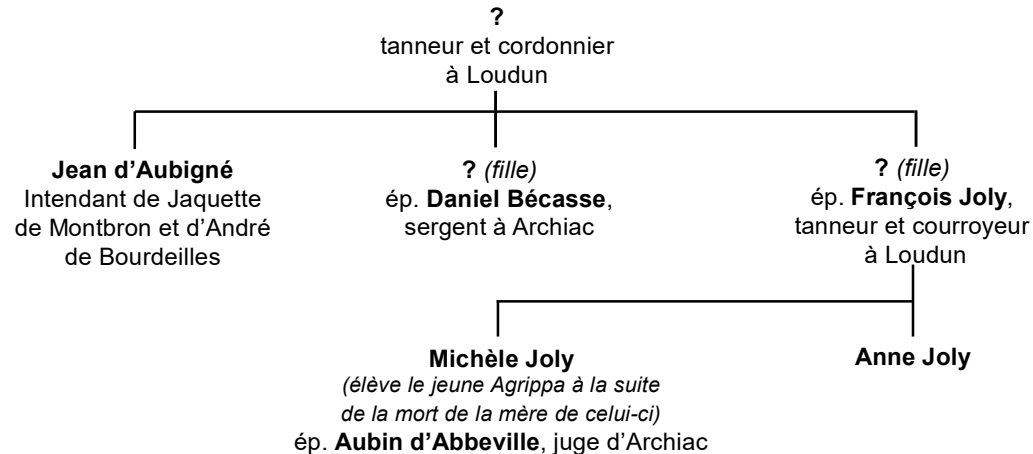 ?
tanneur et cordonnier
à Loudun
Jean d’Aubigné
Intendant de Jaquette
de Montbron et d’André
de Bourdeilles
? (fille)
ép. Daniel Bécasse,
sergent à Archiac
? (fille)
ép. François Joly,
tanneur et courroyeur
à Loudun
Michèle Joly
(élève le jeune Agrippa à la suite
de la mort de la mère de celui-ci)
ép. Aubin d’Abbeville, juge d’Archiac
Anne Joly